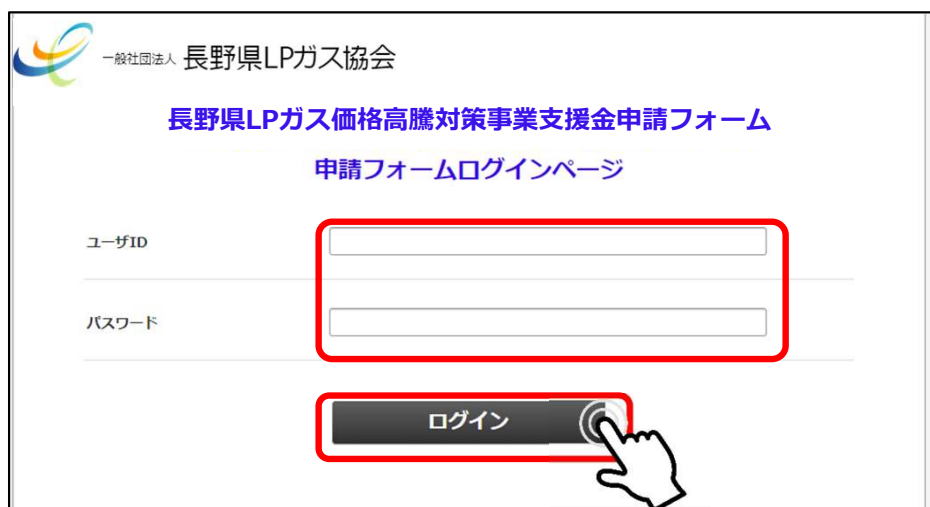 一般社団法人 長野県LPガス協会
長野県LPガス価格高騰対策事業支援金申請フォーム
申請フォームログインページ
ユーザID
パスワード
ログイン